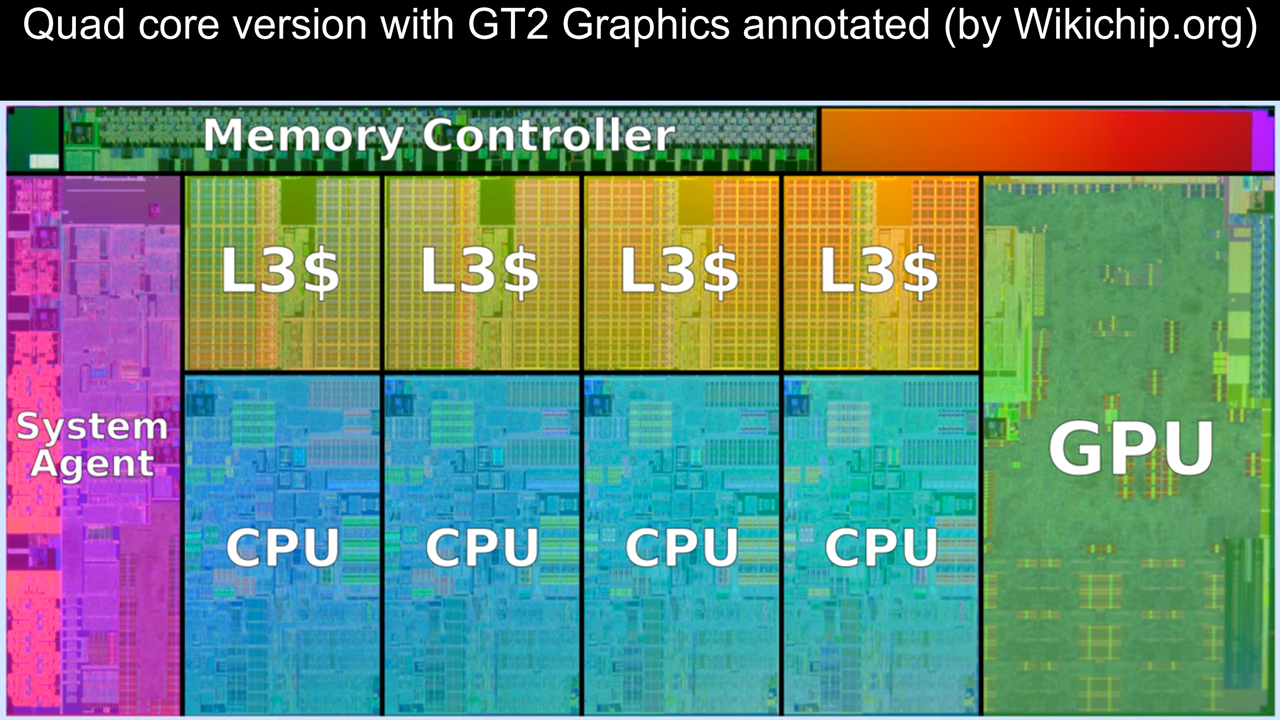 Quad core version with GT2 Graphics annotated (by Wikichip.org)
Memory Controller
L3$ L3$ L3$ L3$
System
Agent
GPU
CPU CPU CPU CPU